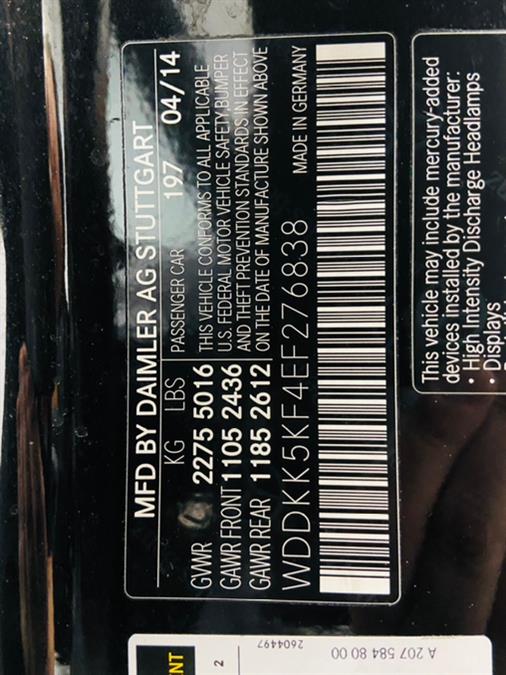 MFD BY DAIMLER AG STUTTGART
KG LBS PASSENGER CAR 197 04/14
GVWR 2275 5016 THIS VEHICLE CONFORMS TO ALL APPLICABLE
GAWR FRONT 1105 2436 U.S. FEDERAL MOTOR VEHICLE SAFETY, BUMPER
GAWR REAR 1185 2612 AND THEFT PREVENTION STANDARDS IN EFFECT
ON THE DATE OF MANUFACTURE SHOWN ABOVE
WDDKK5KF4EF276838 MADE IN GERMANY
This vehicle may include mercury-added
devices installed by the manufacturer:
• High Intensity Discharge Headlamps
• Displays
2
2604497
A 207 584 80 00